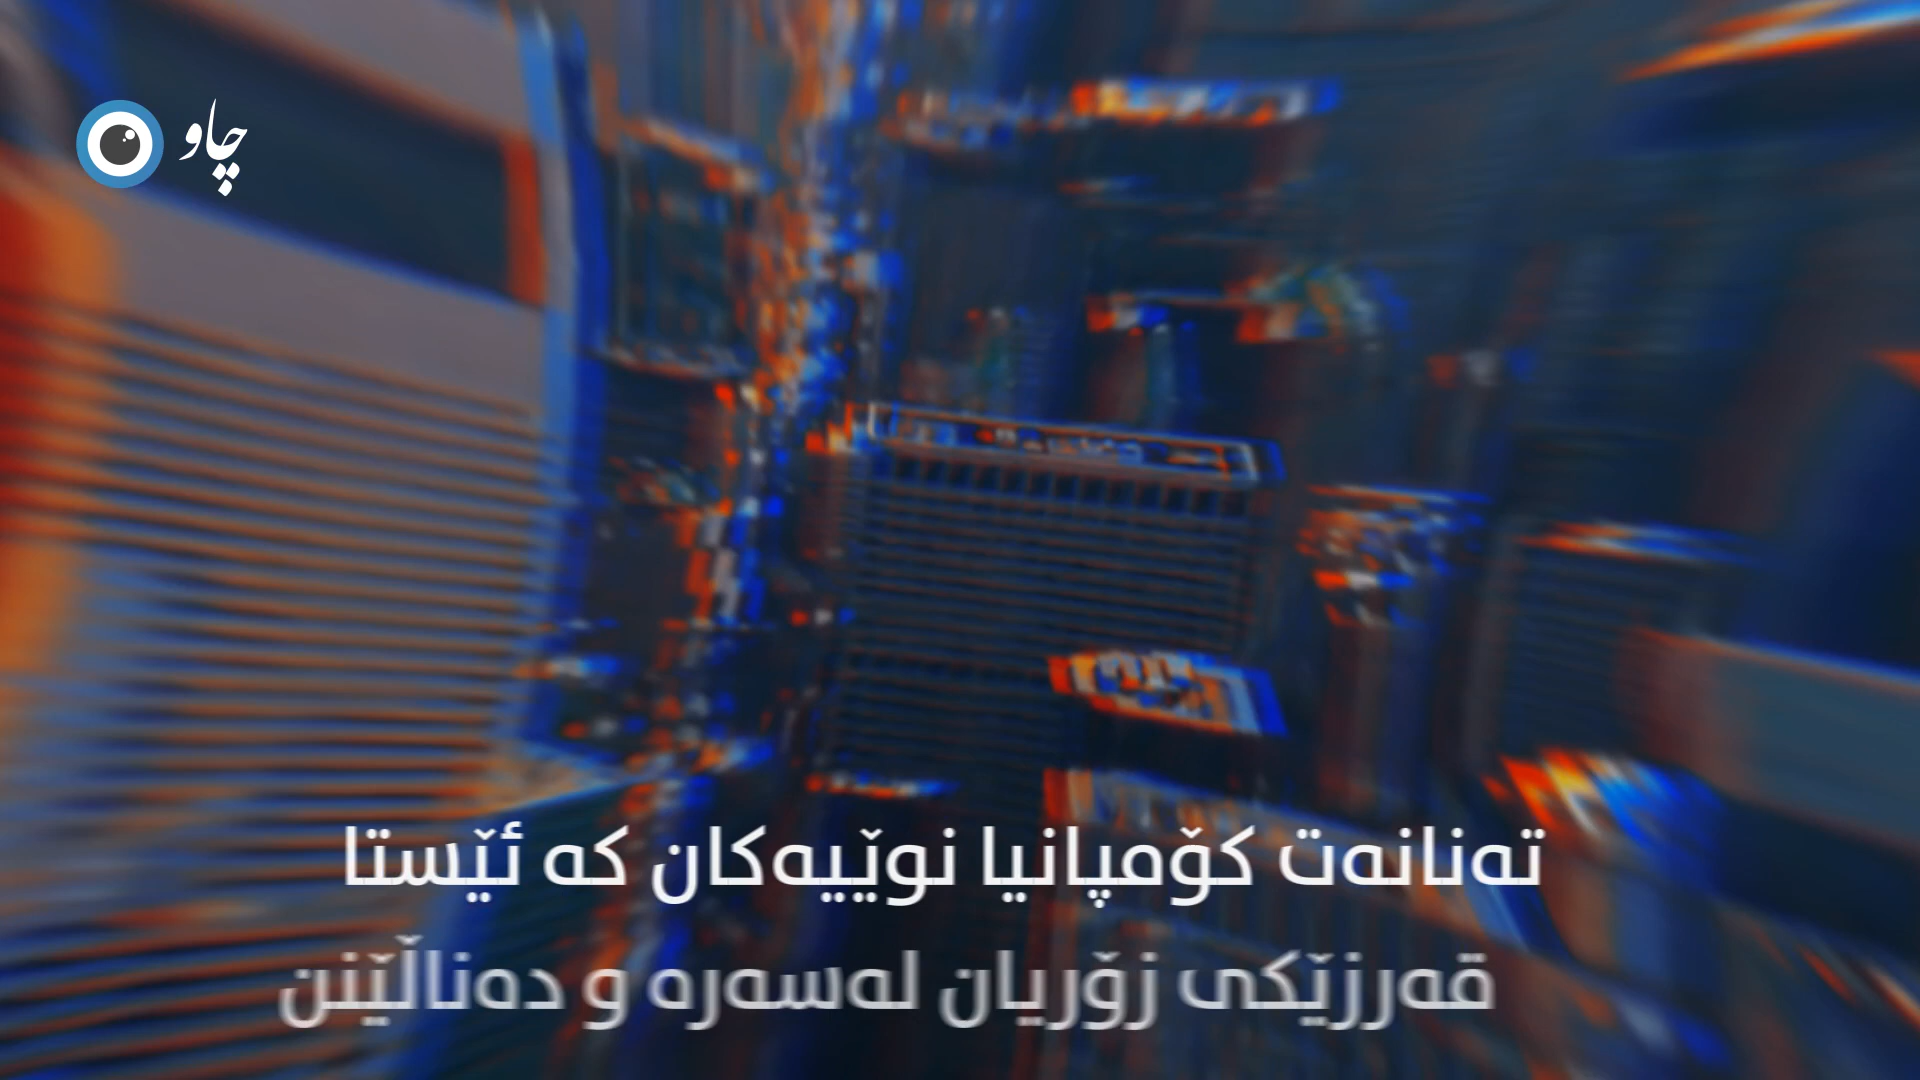 چاو
تەنانەت کۆمپانیا نوێیەکان کە ئێستا
قەرزێکی زۆریان لەسەرە و دەناڵێنن